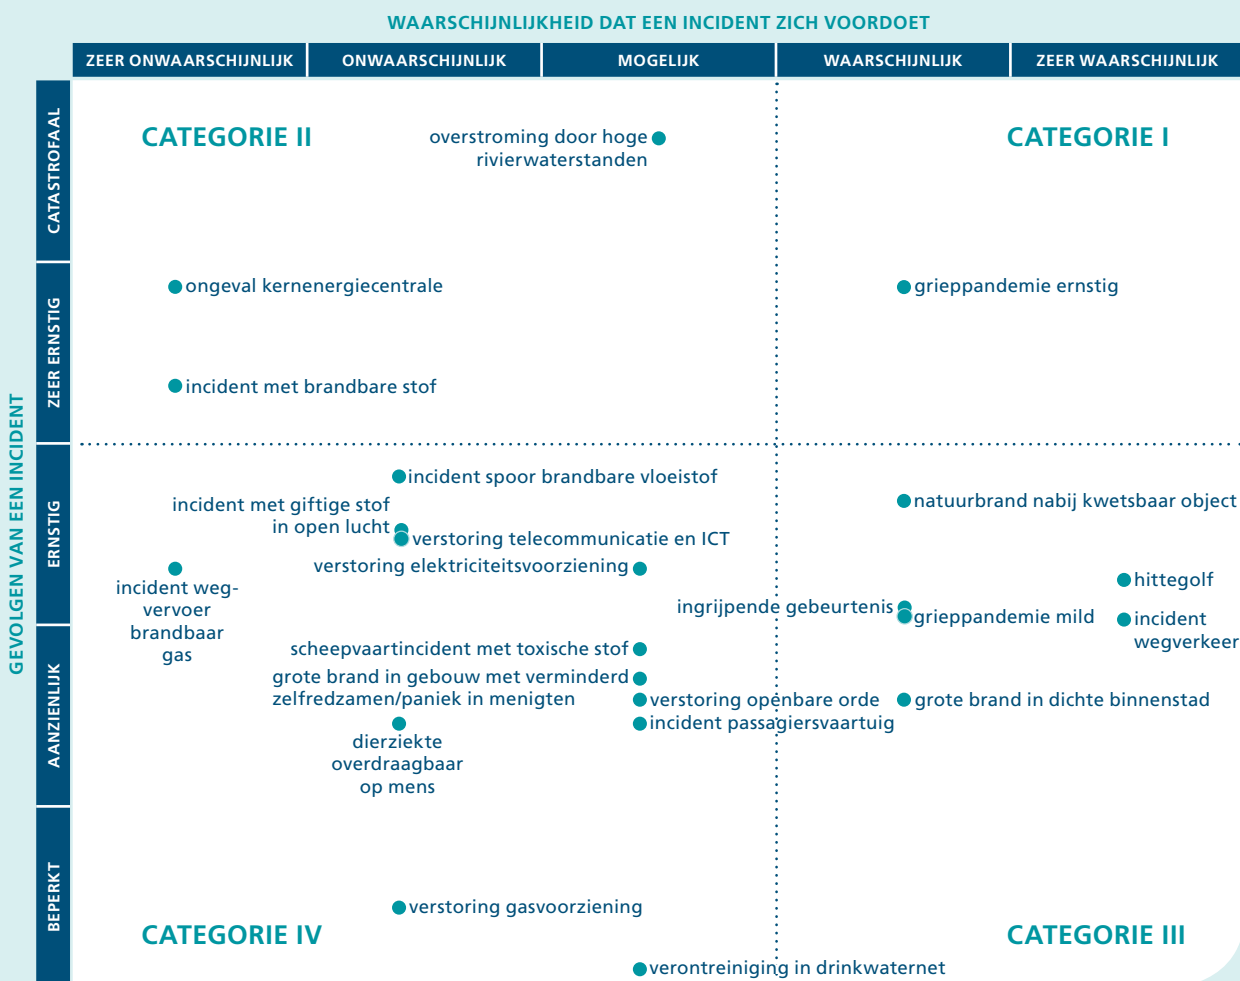 WAARSCHIJNLIJKHEID DAT EEN INCIDENT ZICH VOORDOET
ZEER ONWAARSCHIJNLIJK
ONWAARSCHIJNLIJK
MOGELIJK
WAARSCHIJNLIJK
ZEER WAARSCHIJNLIJK
GEVOLGEN VAN EEN INCIDENT
CATASTROFAAL
CATEGORIE II
overstroming door hoge
rivierwaterstanden
CATEGORIE I
ZEER ERNSTIG
ongeval kernenergiecentrale
grieppandemie ernstig
incident met brandbare stof
ERNSTIG
incident spoor brandbare vloeistof
incident met giftige stof
in open lucht
verstoring telecommunicatie en ICT
natuurbrand nabij kwetsbaar object
verstoring elektriciteitsvoorziening
incident weg-
vervoer
brandbaar
gas
hittegolf
ingrijpende gebeurtenis
grieppandemie mild
incident
wegverkeer
AANZIENLIJK
scheepvaartincident met toxische stof
grote brand in gebouw met verminderd
zelfredzamen/paniek in menigten
verstoring openbare orde
grote brand in dichte binnenstad
incident passagiersvaartuig
dierziekte
overdraagbaar
op mens
BEPERKT
verstoring gasvoorziening
CATEGORIE IV
CATEGORIE III
verontreiniging in drinkwaternet